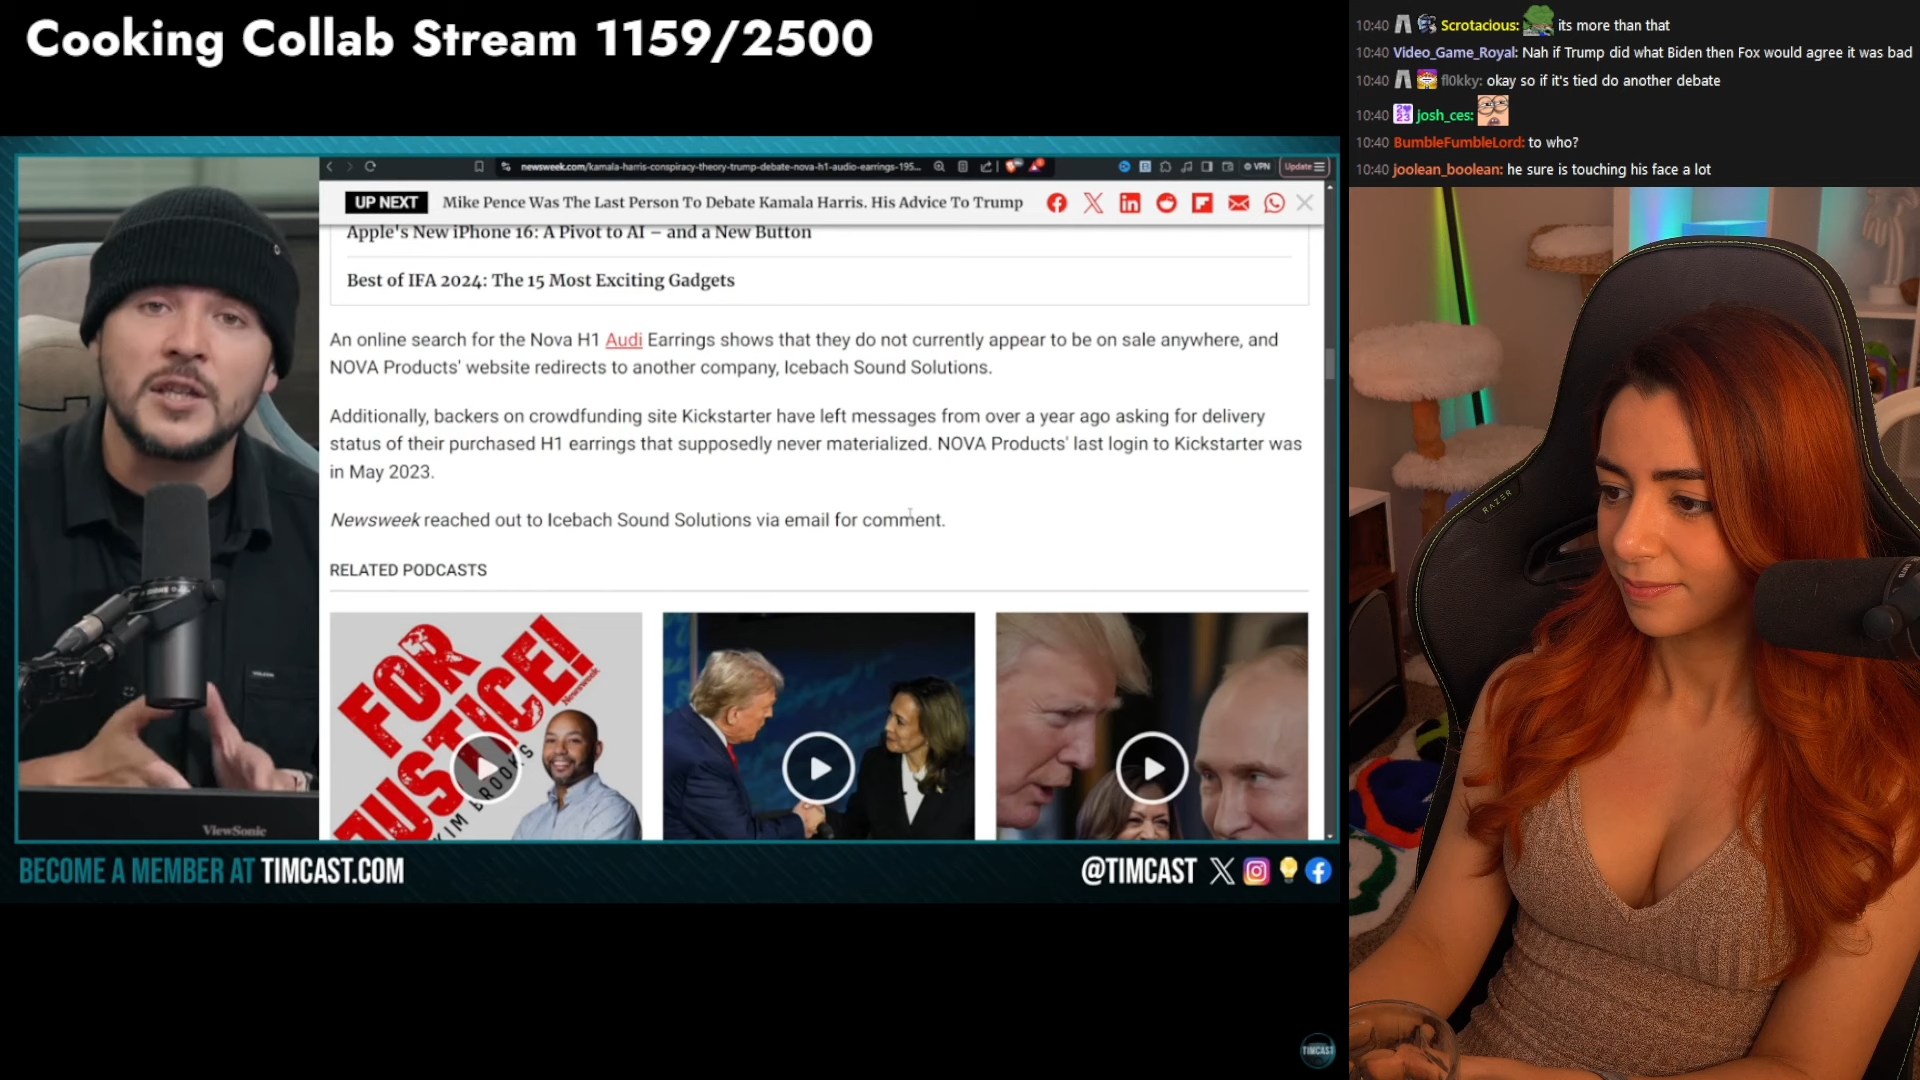 Cooking Collab Stream 1159/2500
10:40 Scrotacious: its more than that
10:40 Video_Game_Royal: Nah if Trump did what Biden then Fox would agree it was bad
10:40 fl0kky: okay so if it's tied do another debate
10:40 josh_ces:
10:40 BumbleFumbleLord: to who?
10:40 joolean_boolean: he sure is touching his face a lot
newsweek.com/kamala-harris-conspiracy-theory-trump-debate-nova-h1-audio-earrings-195...
VPN
Update
UP NEXT Mike Pence Was The Last Person To Debate Kamala Harris. His Advice To Trump
Apple's New iPhone 16: A Pivot to AI – and a New Button
Best of IFA 2024: The 15 Most Exciting Gadgets
An online search for the Nova H1 Audi Earrings shows that they do not currently appear to be on sale anywhere, and
NOVA Products' website redirects to another company, Icebach Sound Solutions.
Additionally, backers on crowdfunding site Kickstarter have left messages from over a year ago asking for delivery
status of their purchased H1 earrings that supposedly never materialized. NOVA Products' last login to Kickstarter was
in May 2023.
Newsweek reached out to Icebach Sound Solutions via email for comment.
RELATED PODCASTS
FOR
JUSTICE!
Newsweek
KIM BROOKS
ViewSonic
BECOME A MEMBER AT TIMCAST.COM
@TIMCAST
TIMCAST
RAZER